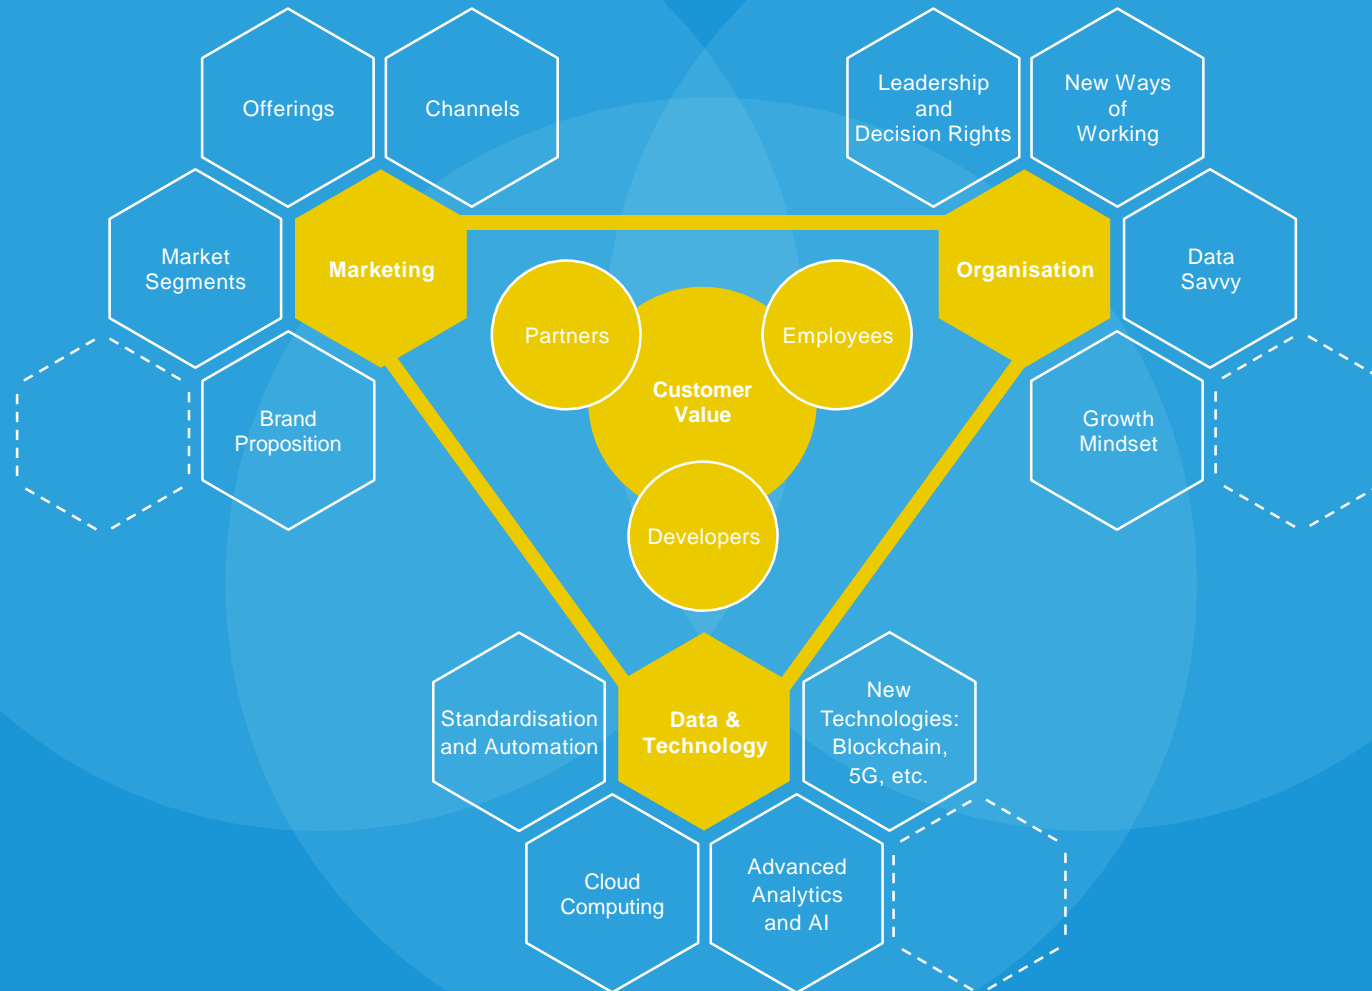 Offerings
Channels
Leadership
and
Decision Rights
New Ways
of
Working
Market
Segments
Marketing
Organisation
Data
Savvy
Partners
Employees
Customer
Value
Brand
Proposition
Growth
Mindset
Developers
Standardisation
and Automation
Data &
Technology
New
Technologies:
Blockchain,
5G, etc.
Cloud
Computing
Advanced
Analytics
and AI